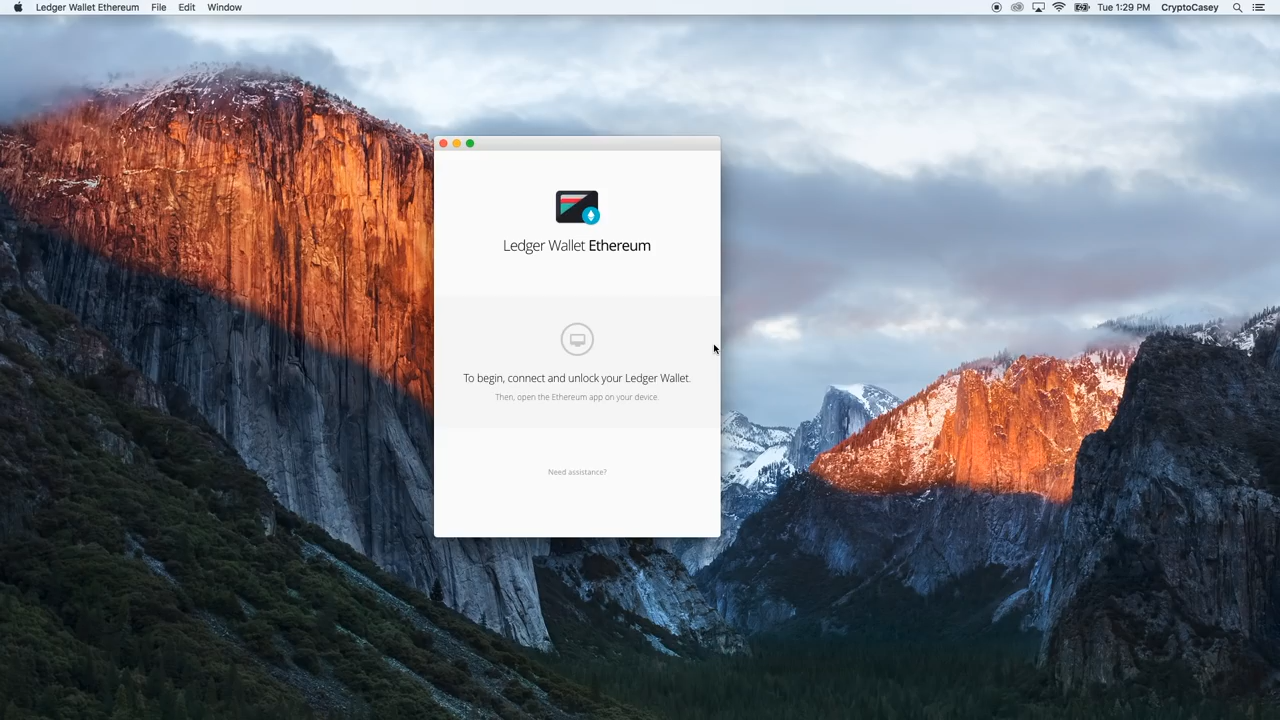 Ledger Wallet Ethereum File Edit Window Tue 1:29 PM CryptoCasey
Ledger Wallet Ethereum
To begin, connect and unlock your Ledger Wallet.
Then, open the Ethereum app on your device.
Need assistance?